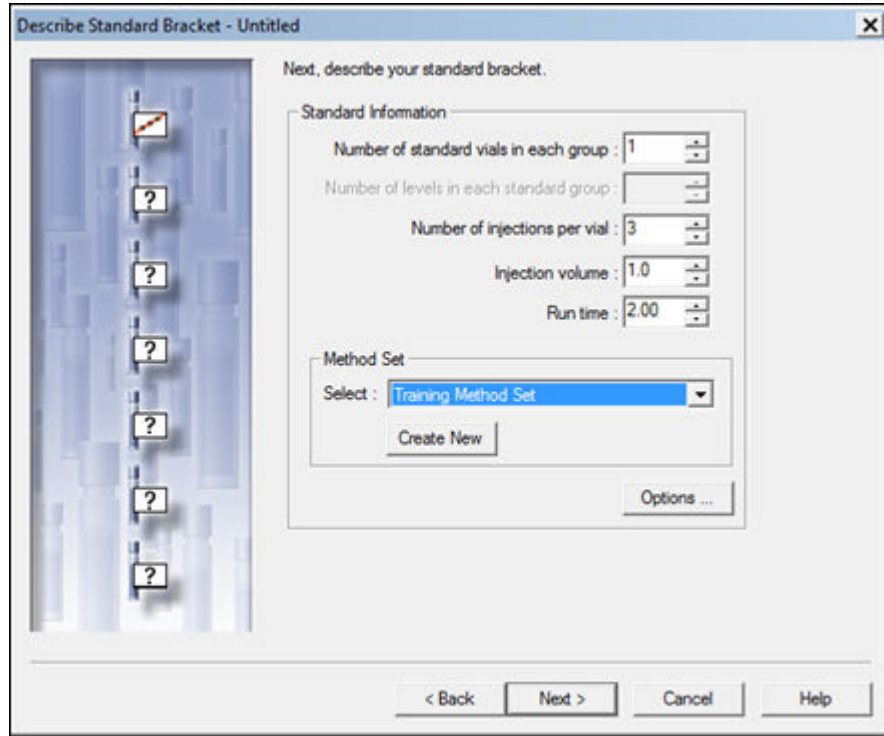 Describe Standard Bracket - Untitled
Next, describe your standard bracket.
Standard Information
Number of standard vials in each group : 1
Number of levels in each standard group :
Number of injections per vial : 3
Injection volume : 1.0
Run time : 2.00
Method Set
Select : Training Method Set
Create New
Options ...
?
?
?
?
?
?
< Back Next > Cancel Help